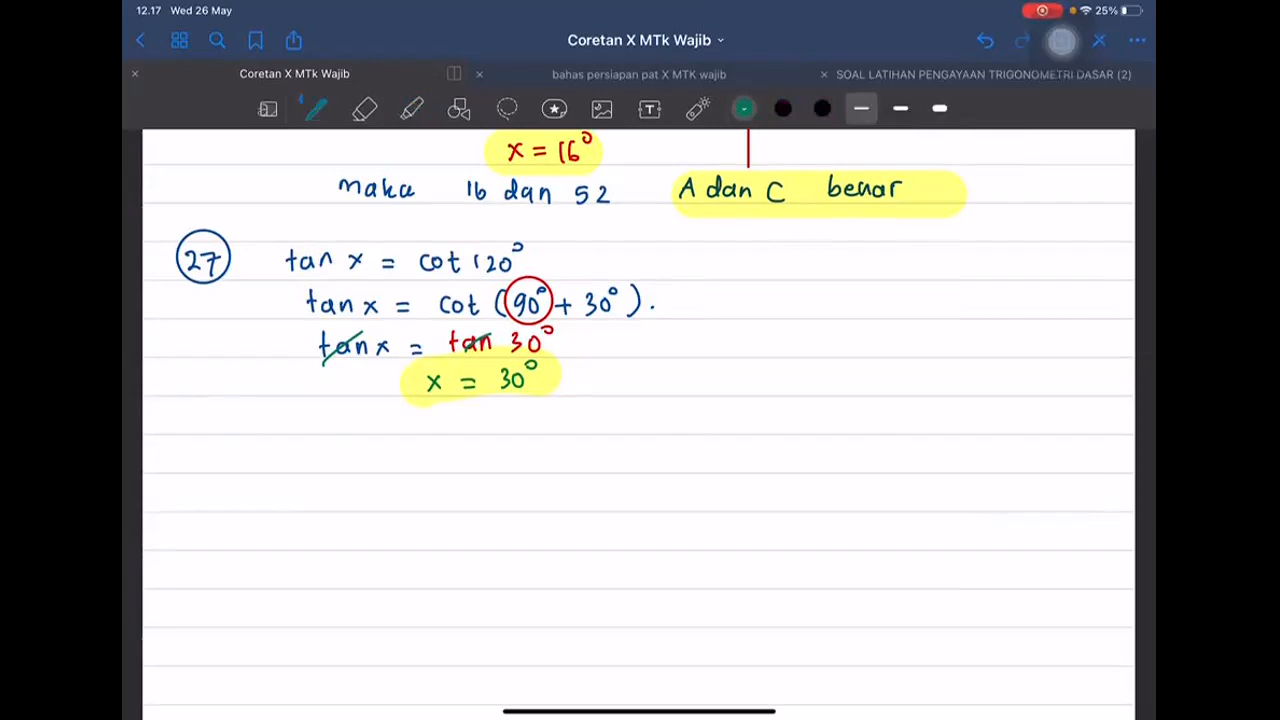 12.17 Wed 26 May
25%
Coretan X MTk Wajib
Coretan X MTk Wajib
bahas persiapan pat X MTK wajib
SOAL LATIHAN PENGAYAAN TRIGONOMETRI DASAR (2)
x = 16°
maka 16 dan 52 A dan C benar
27 tan x = cot 120°
tan x = cot (90° + 30°).
tan x = tan 30°
x = 30°